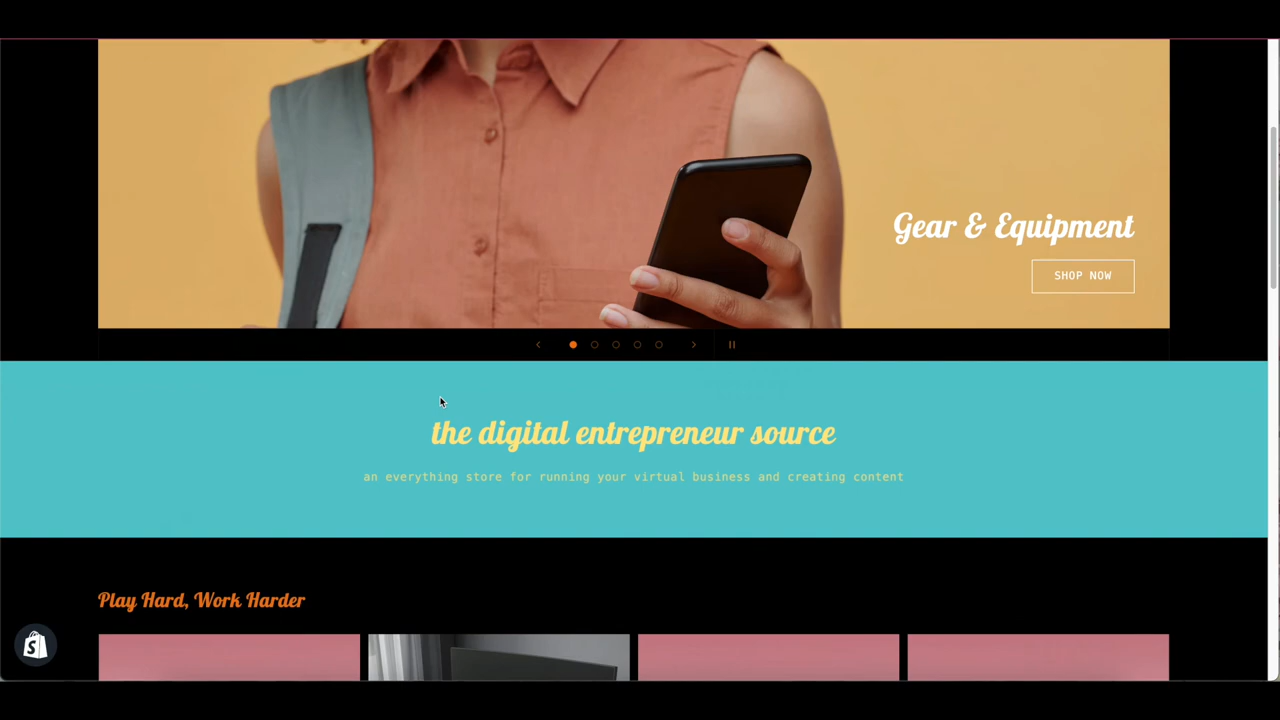 Gear & Equipment
SHOP NOW
the digital entrepreneur source
an everything store for running your virtual business and creating content
Play Hard, Work Harder